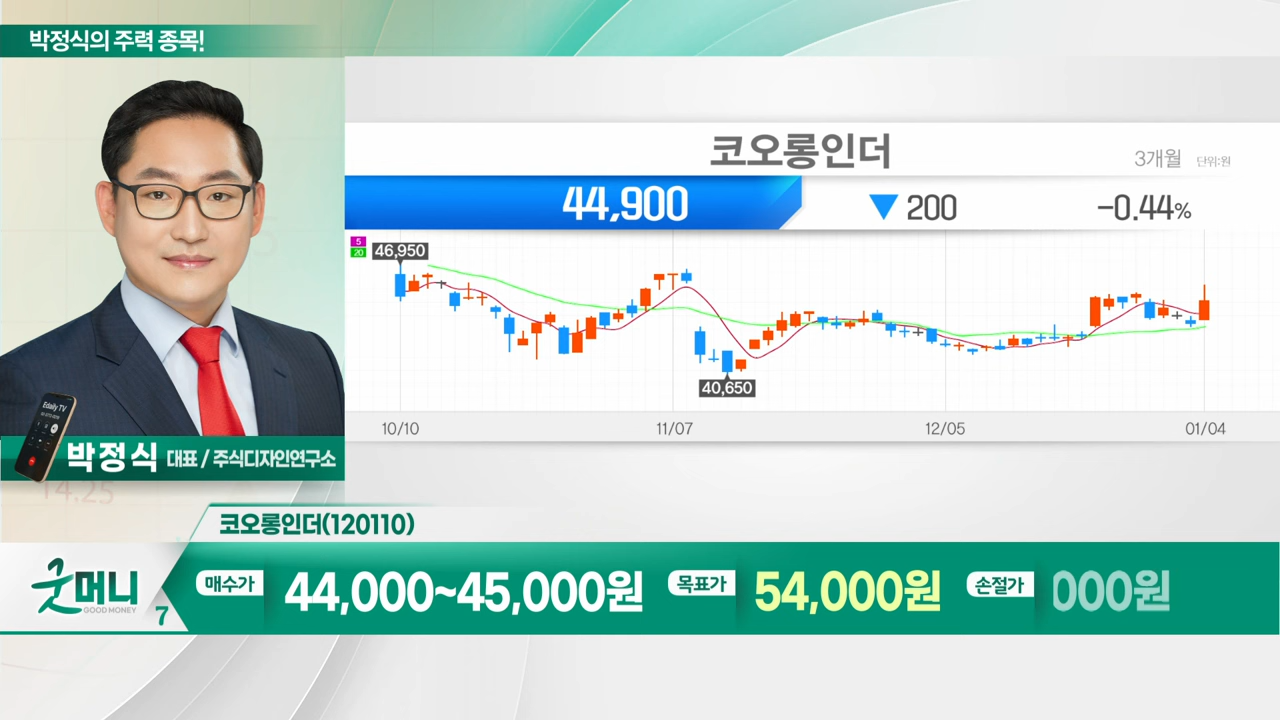 박정식의 주력 종목!
코오롱인더
3개월 단위:원
44,900 ▼ 200 -0.44%
5
20
46,950
40,650
10/10 11/07 12/05 01/04
Edaily TV
박정식 대표 / 주식디자인연구소
14.25
코오롱인더(120110)
굿머니
GOOD MONEY
7
매수가 44,000~45,000원 목표가 54,000원 손절가 000원